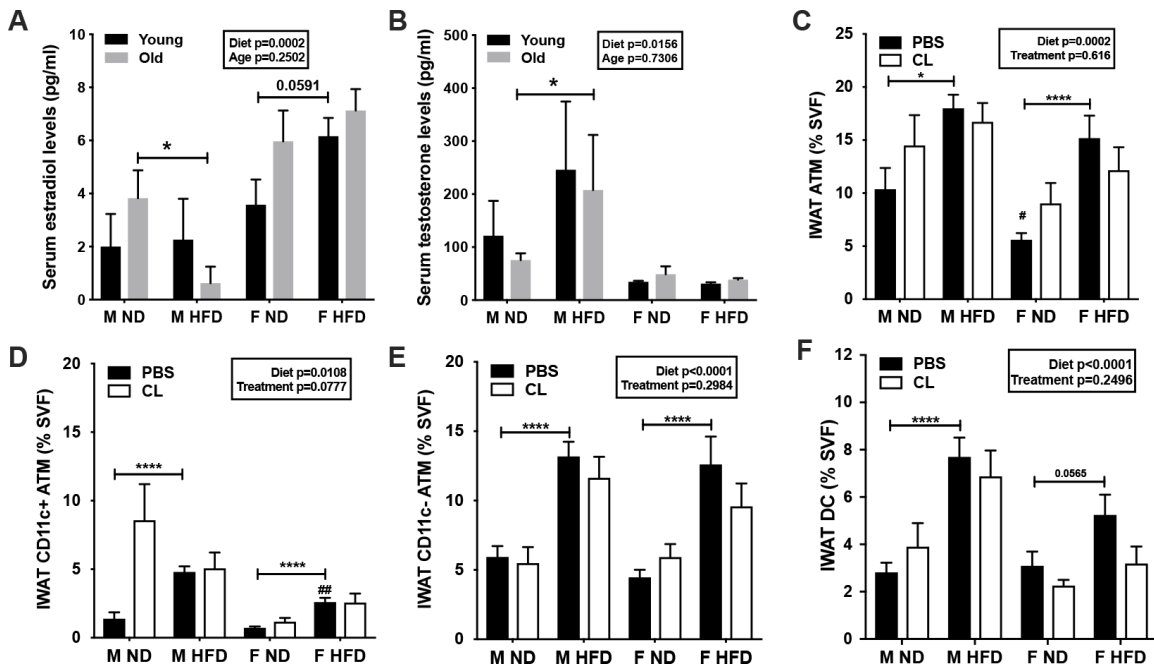 A
Serum estradiol levels (pg/ml)
8
6
4
2
0
Young
Old
Diet p=0.0002
Age p=0.2502
*
0.0591
M ND
M HFD
F ND
F HFD
B
Serum testosterone levels (pg/ml)
500
400
300
200
100
0
Young
Old
Diet p=0.0156
Age p=0.7306
*
M ND
M HFD
F ND
F HFD
C
IWAT ATM (% SVF)
25
20
15
10
5
0
PBS
CL
Diet p=0.0002
Treatment p=0.616
*
****
#
M ND
M HFD
F ND
F HFD
D
IWAT CD11c+ ATM (% SVF)
20
15
10
5
0
PBS
CL
Diet p=0.0108
Treatment p=0.0777
****
****
##
M ND
M HFD
F ND
F HFD
E
IWAT CD11c- ATM (% SVF)
20
15
10
5
0
PBS
CL
Diet p<0.0001
Treatment p=0.2984
****
****
M ND
M HFD
F ND
F HFD
F
IWAT DC (% SVF)
12
10
8
6
4
2
0
PBS
CL
Diet p<0.0001
Treatment p=0.2496
****
0.0565
M ND
M HFD
F ND
F HFD